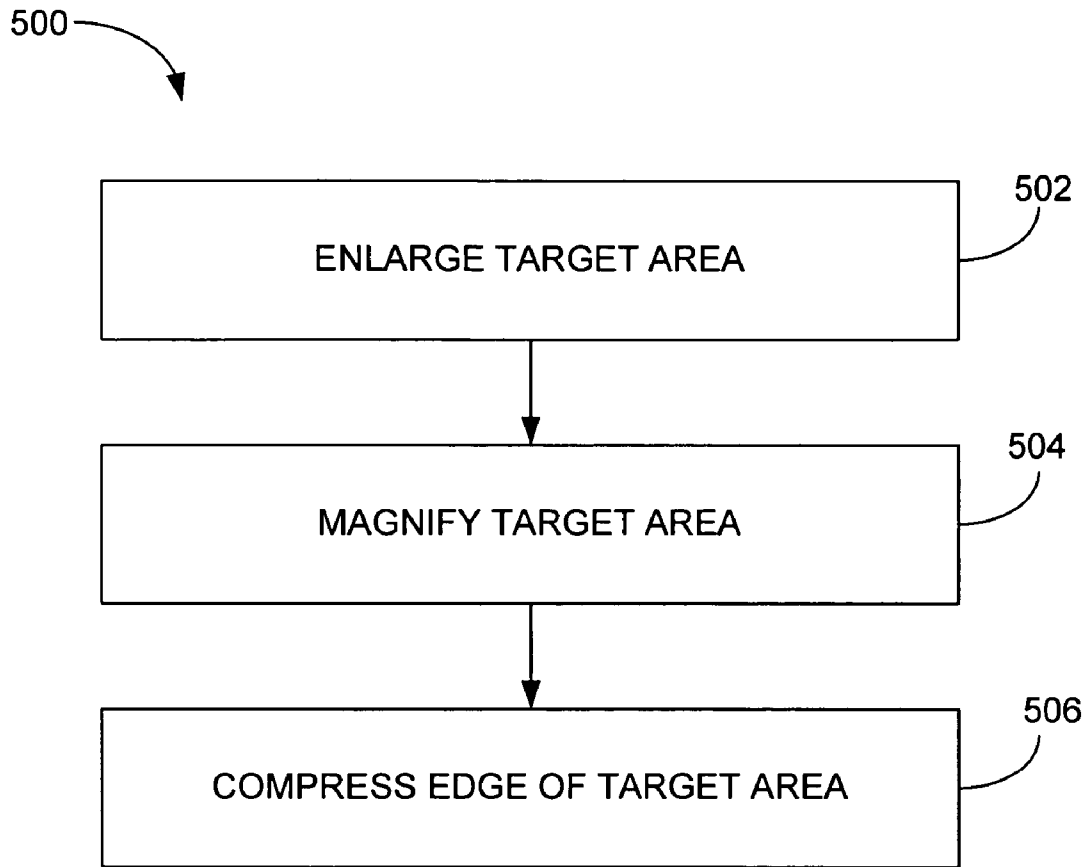 500
502
ENLARGE TARGET AREA
504
MAGNIFY TARGET AREA
506
COMPRESS EDGE OF TARGET AREA